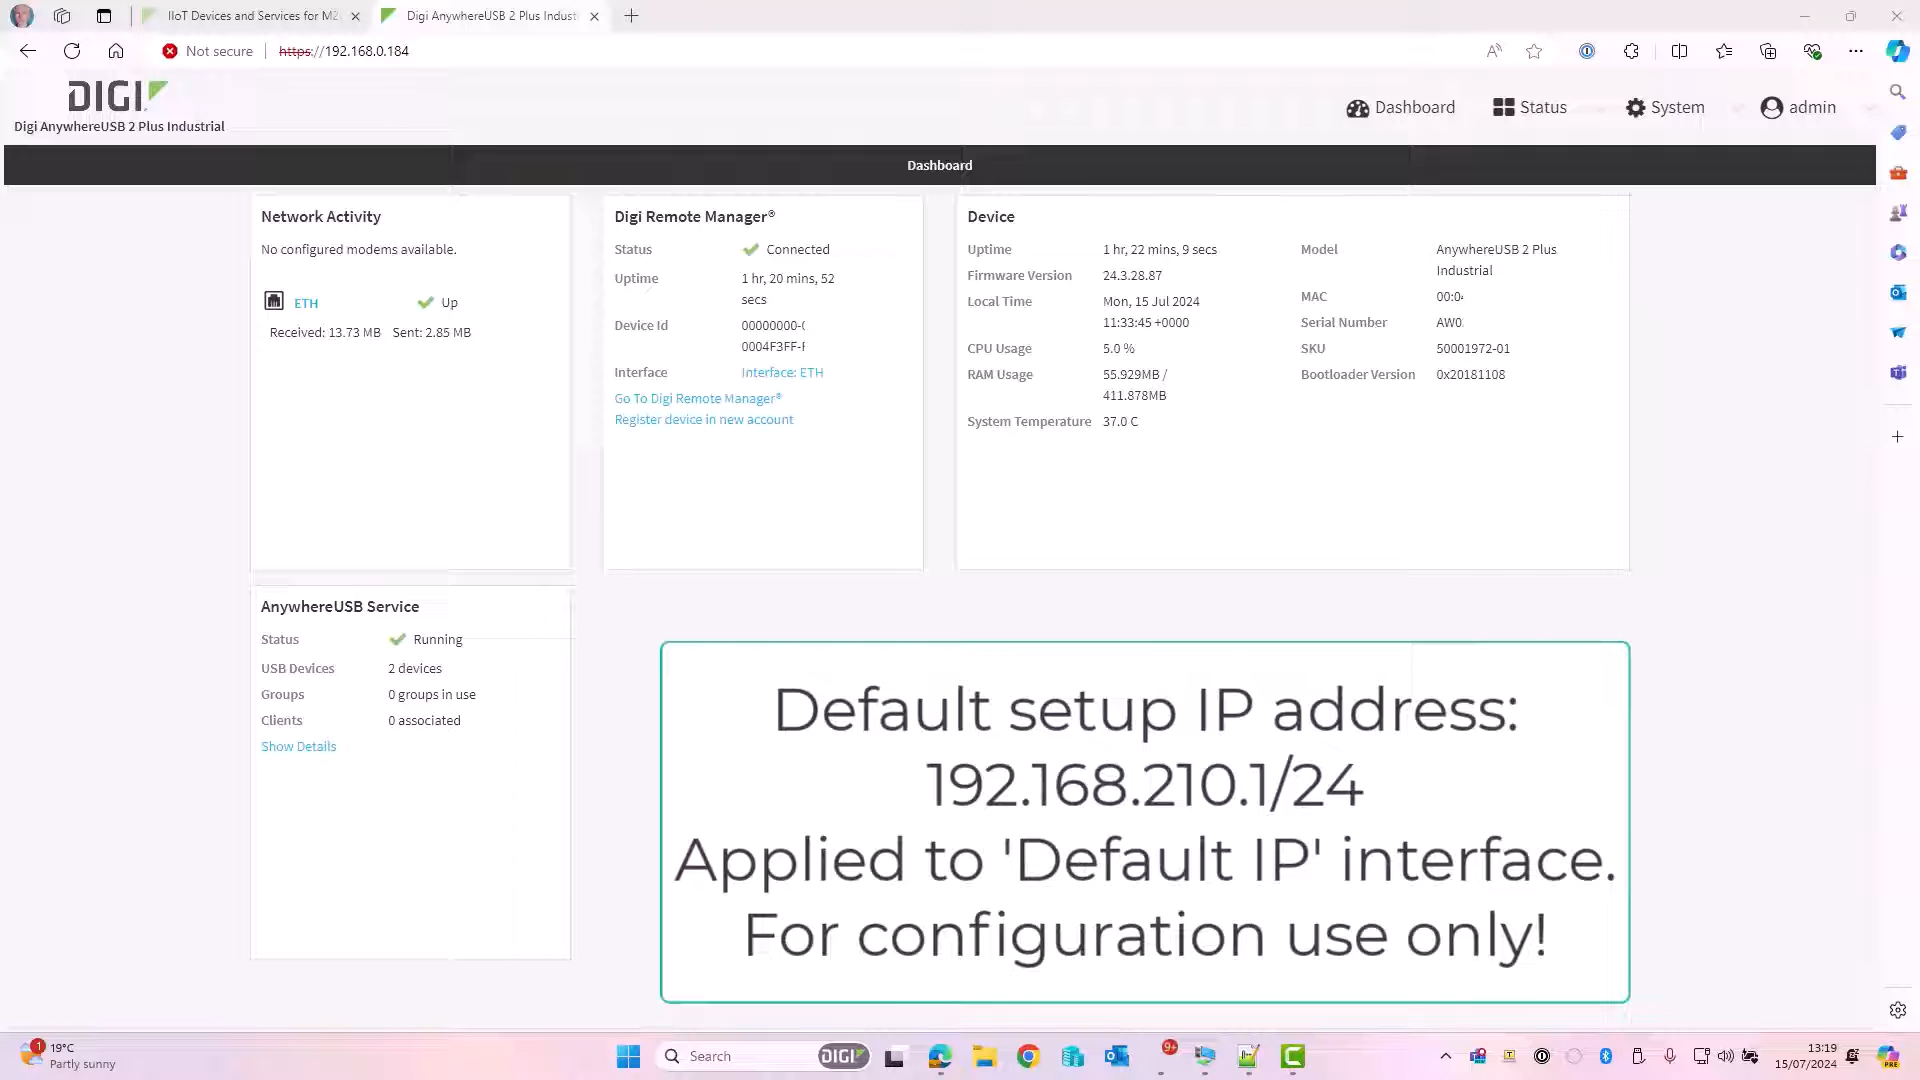 IIoT Devices and Services for M2
Digi AnywhereUSB 2 Plus Indust
Not secure
https://192.168.0.184
DIGI
Digi AnywhereUSB 2 Plus Industrial
Dashboard
Status
System
admin
Dashboard
Network Activity
No configured modems available.
ETH
Up
Received: 13.73 MB Sent: 2.85 MB
Digi Remote Manager®
Status
Connected
Uptime
1 hr, 20 mins, 52
secs
Device Id
00000000-0
0004F3FF-F
Interface
Interface: ETH
Go To Digi Remote Manager®
Register device in new account
Device
Uptime
1 hr, 22 mins, 9 secs
Firmware Version
24.3.28.87
Local Time
Mon, 15 Jul 2024
11:33:45 +0000
CPU Usage
5.0 %
RAM Usage
55.929MB /
411.878MB
System Temperature
37.0 C
Model
AnywhereUSB 2 Plus
Industrial
MAC
00:04
Serial Number
AW0
SKU
50001972-01
Bootloader Version
0x20181108
AnywhereUSB Service
Status
Running
USB Devices
2 devices
Groups
0 groups in use
Clients
0 associated
Show Details
Default setup IP address:
192.168.210.1/24
Applied to 'Default IP' interface.
For configuration use only!
1
19°C
Partly sunny
Search
DIGI
9+
13:19
15/07/2024
PRE